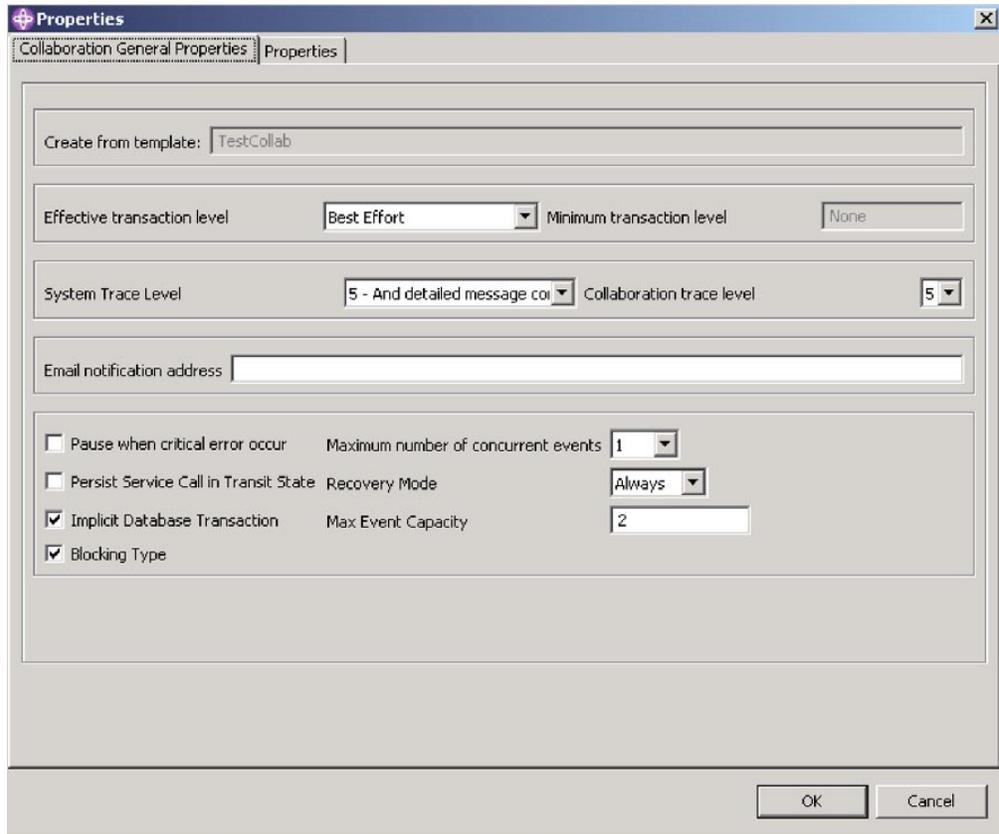 Properties
Collaboration General Properties Properties
Create from template: TestCollab
Effective transaction level Best Effort Minimum transaction level None
System Trace Level 5 - And detailed message co Collaboration trace level 5
Email notification address
Pause when critical error occur Maximum number of concurrent events 1
Persist Service Call in Transit State Recovery Mode Always
Implicit Database Transaction Max Event Capacity 2
Blocking Type
OK Cancel